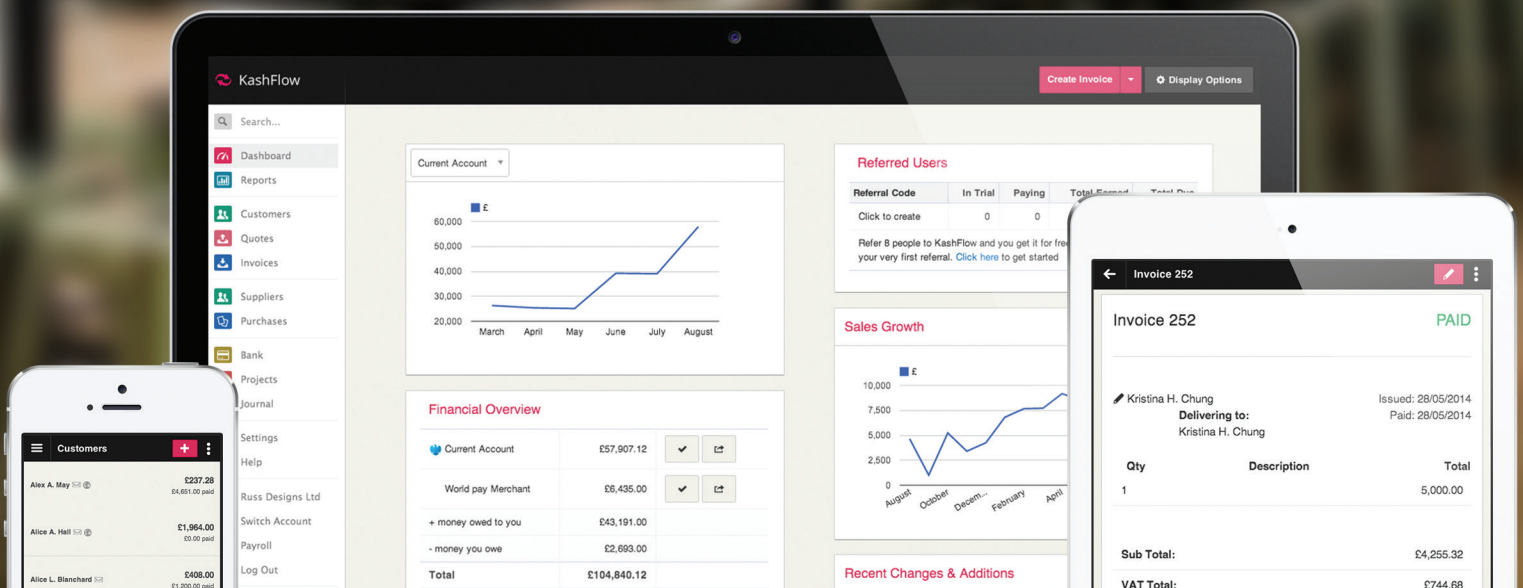 KashFlow
Create Invoice
Display Options
Search...
Dashboard
Reports
Customers
Quotes
Invoices
Suppliers
Purchases
Bank
Projects
Journal
Settings
Help
Russ Designs Ltd
Switch Account
Payroll
Log Out
Current Account
£
60,000
50,000
40,000
30,000
20,000
March April May June July August
Financial Overview
Current Account £57,907.12
World pay Merchant £6,435.00
+ money owed to you £43,191.00
- money you owe £2,693.00
Total £104,840.12
Referred Users
Referral Code In Trial Paying Total Earned Total Due
Click to create 0 0
Refer 8 people to KashFlow and you get it for free
your very first referral. Click here to get started
Sales Growth
£
10,000
7,500
5,000
2,500
0
August October Decem... February April
Recent Changes & Additions
Customers
Alex A. May £237.28
£4,651.00 paid
Alice A. Hall £1,964.00
£0.00 paid
Alice L. Blanchard £408.00
£1,200.00 paid
Invoice 252
Invoice 252 PAID
Kristina H. Chung Issued: 28/05/2014
Delivering to: Paid: 28/05/2014
Kristina H. Chung
Qty Description Total
1 5,000.00
Sub Total: £4,255.32
VAT Total: £744.68